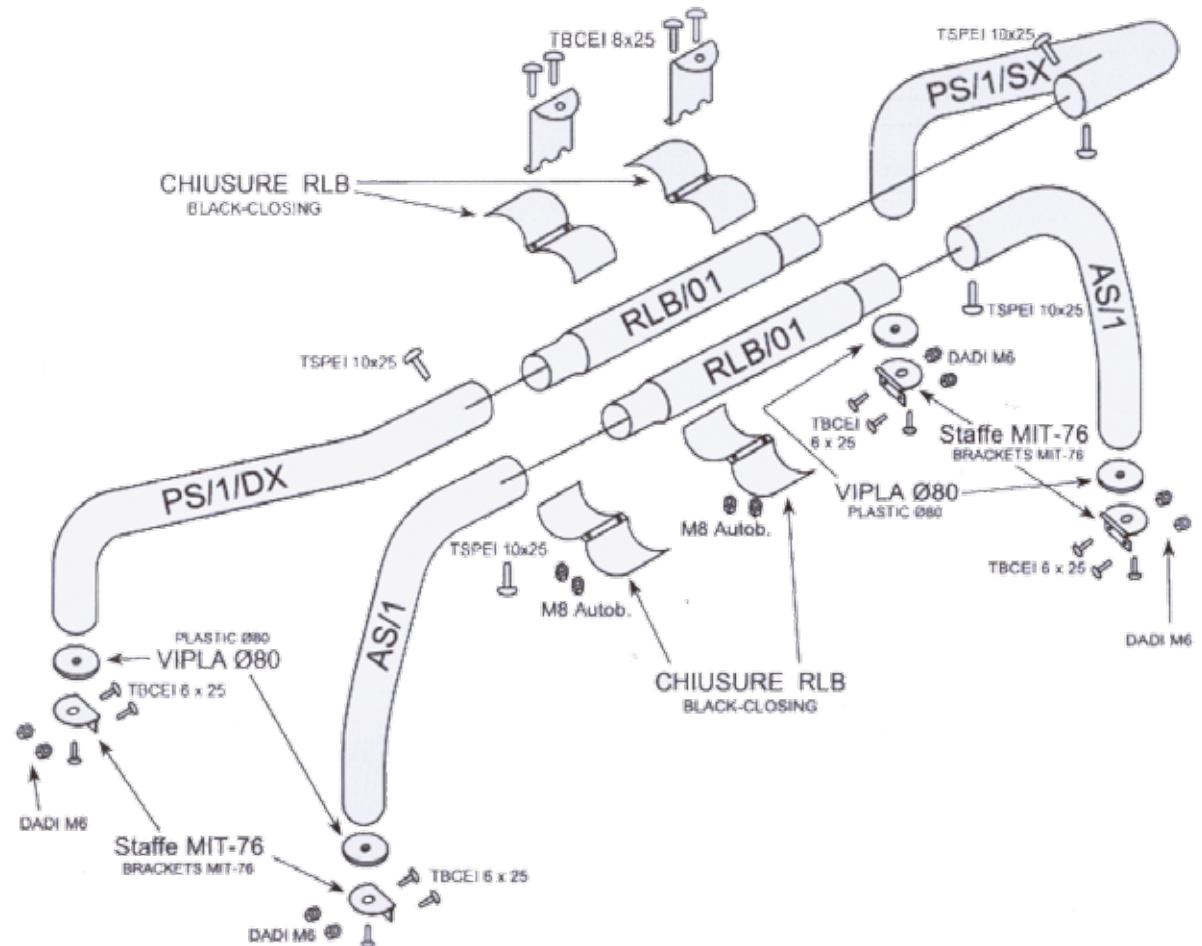 TBCEI 8x25
TSPEI 10x25
PS/1/SX
CHIUSURE RLB
BLACK-CLOSING
RLB/01
AS/1
TSPEI 10x25
RLB/01
TSPEI 10x25
DADI M6
TBCEI
6 x 25
Staffe MIT-76
BRACKETS MIT-76
PS/1/DX
VIPLA Ø80
PLASTIC Ø80
M8 Autob.
TSPEI 10x25
TBCEI 6 x 25
M8 Autob.
AS/1
DADI M6
PLASTIC Ø80
VIPLA Ø80
CHIUSURE RLB
BLACK-CLOSING
TBCEI 6 x 25
DADI M6
Staffe MIT-76
BRACKETS MIT-76
TBCEI 6 x 25
DADI M6